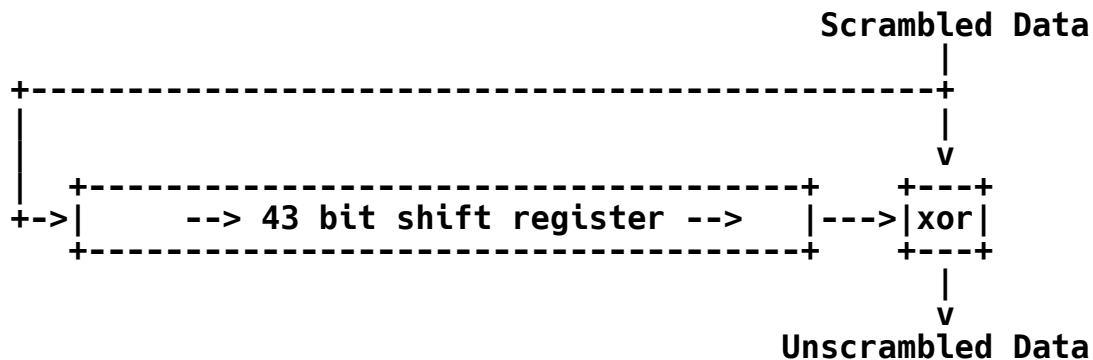 Scrambled Data
--> 43 bit shift register --> |--->|xor|
Unscrambled Data